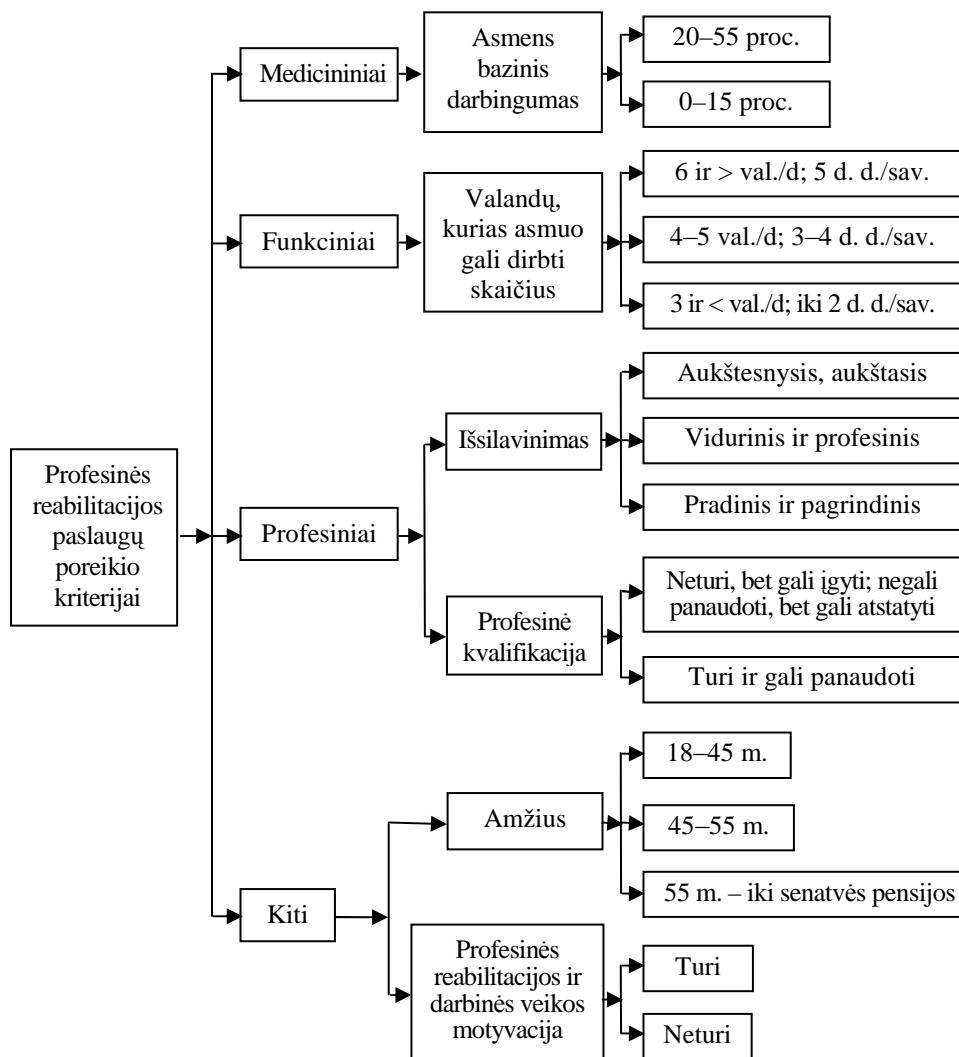 Profesinės
reabilitacijos
paslaugų
poreikio
kriterijai
Medicininiai
Asmens
bazinis
darbingumas
20–55 proc.
0–15 proc.
Funkciniai
Valandų,
kurias asmuo
gali dirbti
skaičius
6 ir > val./d; 5 d. d./sav.
4–5 val./d; 3–4 d. d./sav.
3 ir < val./d; iki 2 d. d./sav.
Profesiniai
Išsilavinimas
Aukštesnysis, aukštasis
Vidurinis ir profesinis
Pradinis ir pagrindinis
Profesinė
kvalifikacija
Neturi, bet gali įgyti; negali
panaudoti, bet gali atstatyti
Turi ir gali panaudoti
Kiti
Amžius
18–45 m.
45–55 m.
55 m. – iki senatvės pensijos
Profesinės
reabilitacijos ir
darbinės veikos
motyvacija
Turi
Neturi